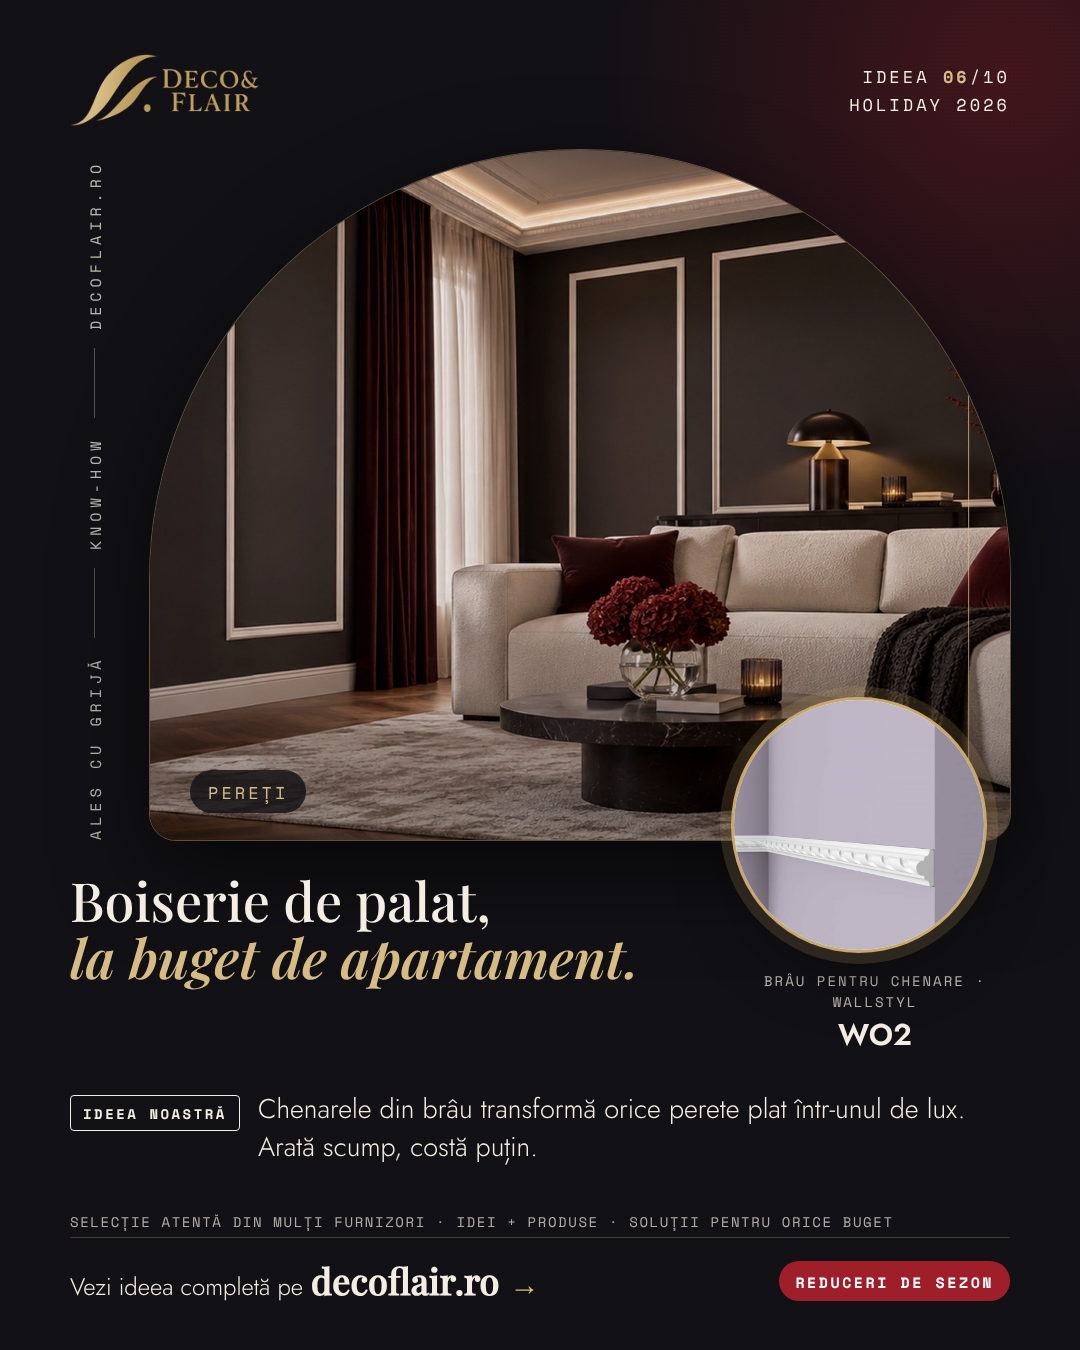 DECO&
FLAIR
IDEEA 06/10
HOLIDAY 2026
ALES CU GRIJĂ
KNOW-HOW
DECOFLAIR.RO
PEREȚI
Boiserie de palat,
la buget de apartament.
BRÂU PENTRU CHENARE ·
WALLSTYL
WO2
IDEEA NOASTRĂ
Chenarele din brâu transformă orice perete plat într-unul de lux.
Arată scump, costă puțin.
SELECȚIE ATENTĂ DIN MULȚI FURNIZORI · IDEI + PRODUSE · SOLUȚII PENTRU ORICE BUGET
Vezi ideea completă pe decoflair.ro →
REDUCERI DE SEZON